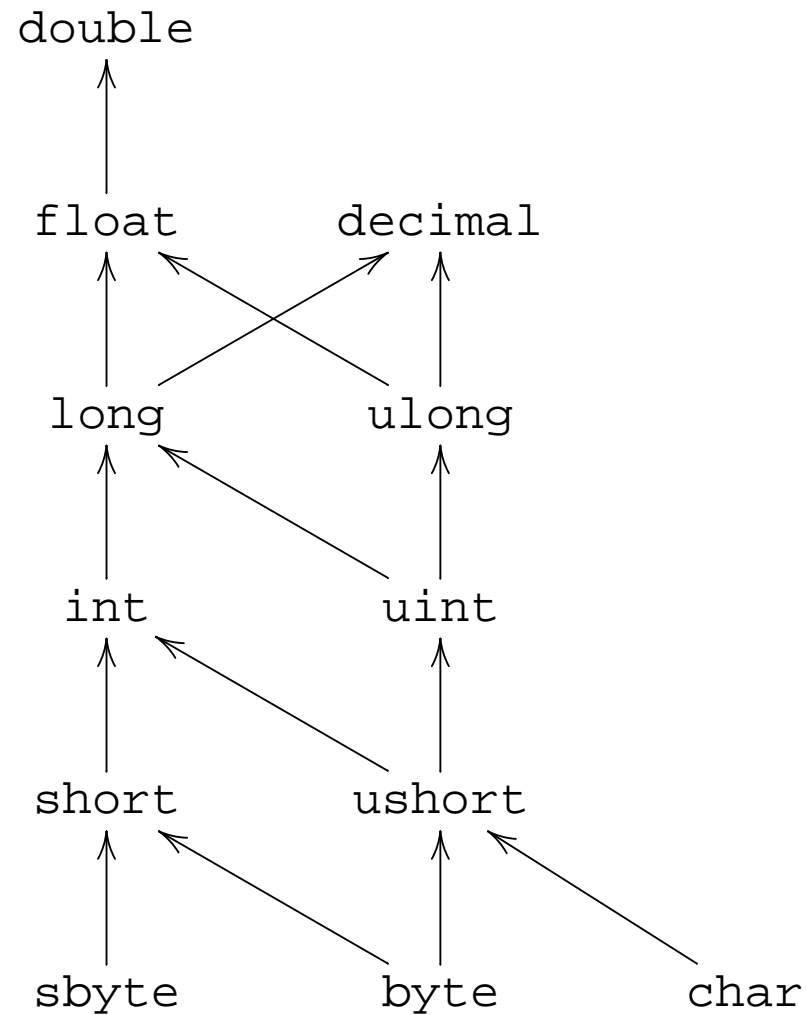 double
float decimal
long ulong
int uint
short ushort
sbyte byte char